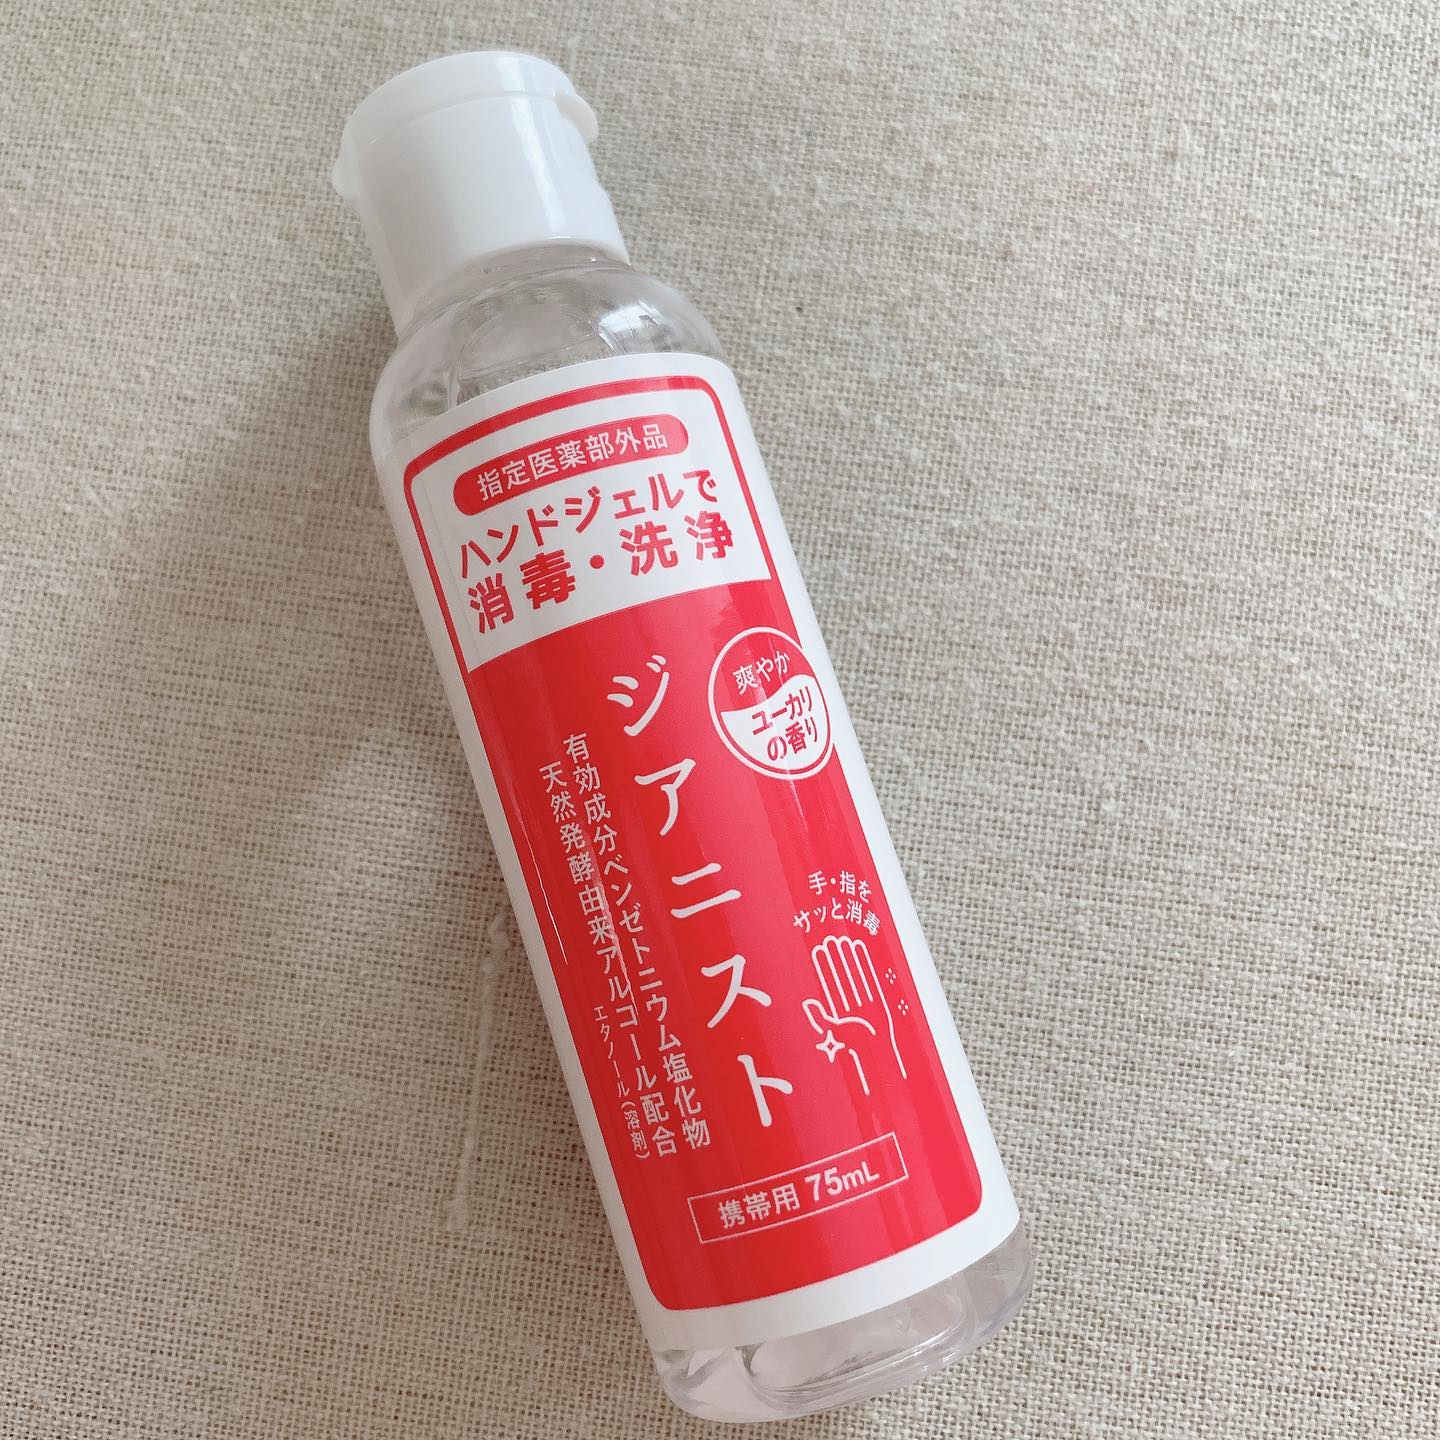 指定医薬部外品
ハンドジェルで
消毒・洗浄
爽やか
ユーカリ
の香り
ジアニスト
有効成分ベンゼトニウム塩化物
天然発酵由来アルコール配合
エタノール(溶剤)
手・指を
サッと消毒
携帯用 75mL